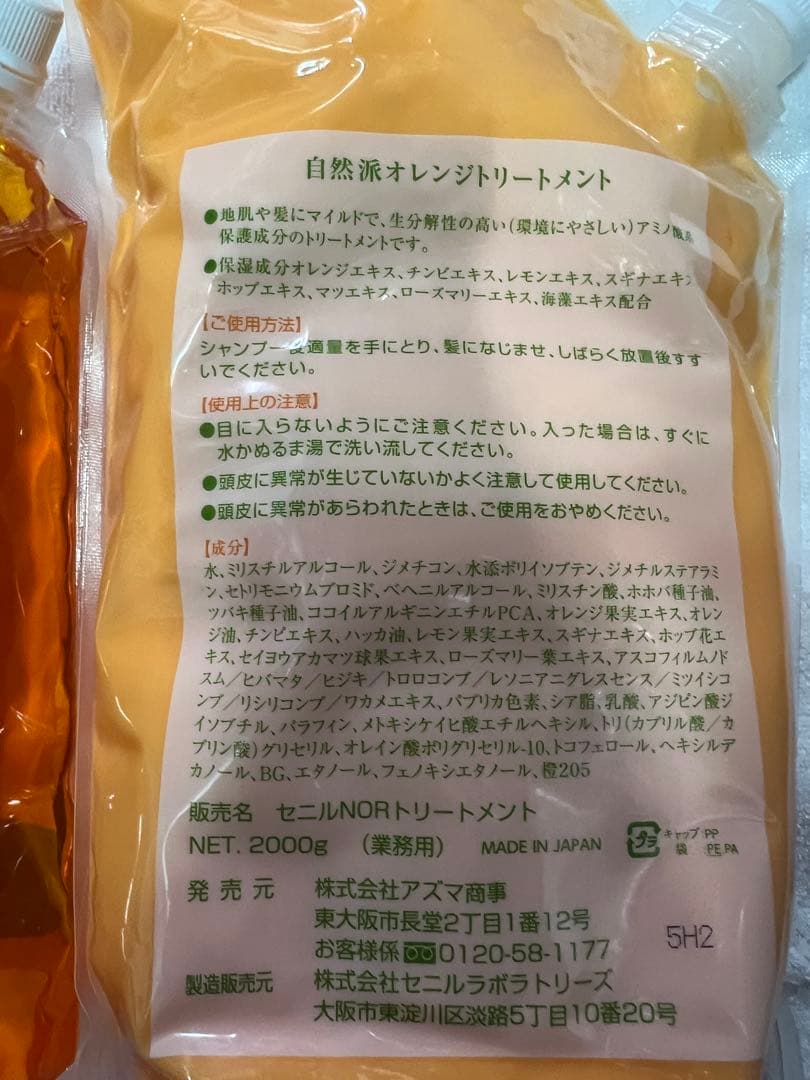 自然派オレンジトリートメント
●地肌や髪にマイルドで、生分解性の高い(環境にやさしい)アミノ酸系
保護成分のトリートメントです。
●保湿成分オレンジエキス、チンピエキス、レモンエキス、スギナエキス
ホップエキス、マツエキス、ローズマリーエキス、海藻エキス配合
【ご使用方法】
シャンプー後適量を手にとり、髪になじませ、しばらく放置後すす
いでください。
【使用上の注意】
●目に入らないようにご注意ください。入った場合は、すぐに
水かぬるま湯で洗い流してください。
●頭皮に異常が生じていないかよく注意して使用してください。
●頭皮に異常があらわれたときは、ご使用をおやめください。
【成分】
水、ミリスチルアルコール、ジメチコン、水添ポリイソブテン、ジメチルステアラミ
ン、セトリモニウムブロミド、ベヘニルアルコール、ミリスチン酸、ホホバ種子油、
ツバキ種子油、ココイルアルギニンエチルPCA、オレンジ果実エキス、オレン
ジ油、チンピエキス、ハッカ油、レモン果実エキス、スギナエキス、ホップ花エ
キス、セイヨウアカマツ球果エキス、ローズマリー葉エキス、アスコフィルムノド
スム/ヒバマタ/ヒジキ/トロロコンブ/レソニアニグレスセンス/ミツイシコ
ンブ/リシリコンブ/ワカメエキス、パプリカ色素、シア脂、乳酸、アジピン酸ジ
イソブチル、パラフィン、メトキシケイヒ酸エチルヘキシル、トリ(カプリル酸/カ
プリン酸)グリセリル、オレイン酸ポリグリセリル-10、トコフェロール、ヘキシルデ
カノール、BG、エタノール、フェノキシエタノール、橙205
販売名 セニルNORトリートメント
NET. 2000g (業務用) MADE IN JAPAN プラ キャップ:PP
袋 :PE,PA
発売元 株式会社アズマ商事
東大阪市長堂2丁目1番12号
お客様係 0120-58-1177
5H2
製造販売元 株式会社セニルラボラトリーズ
大阪市東淀川区淡路5丁目10番20号